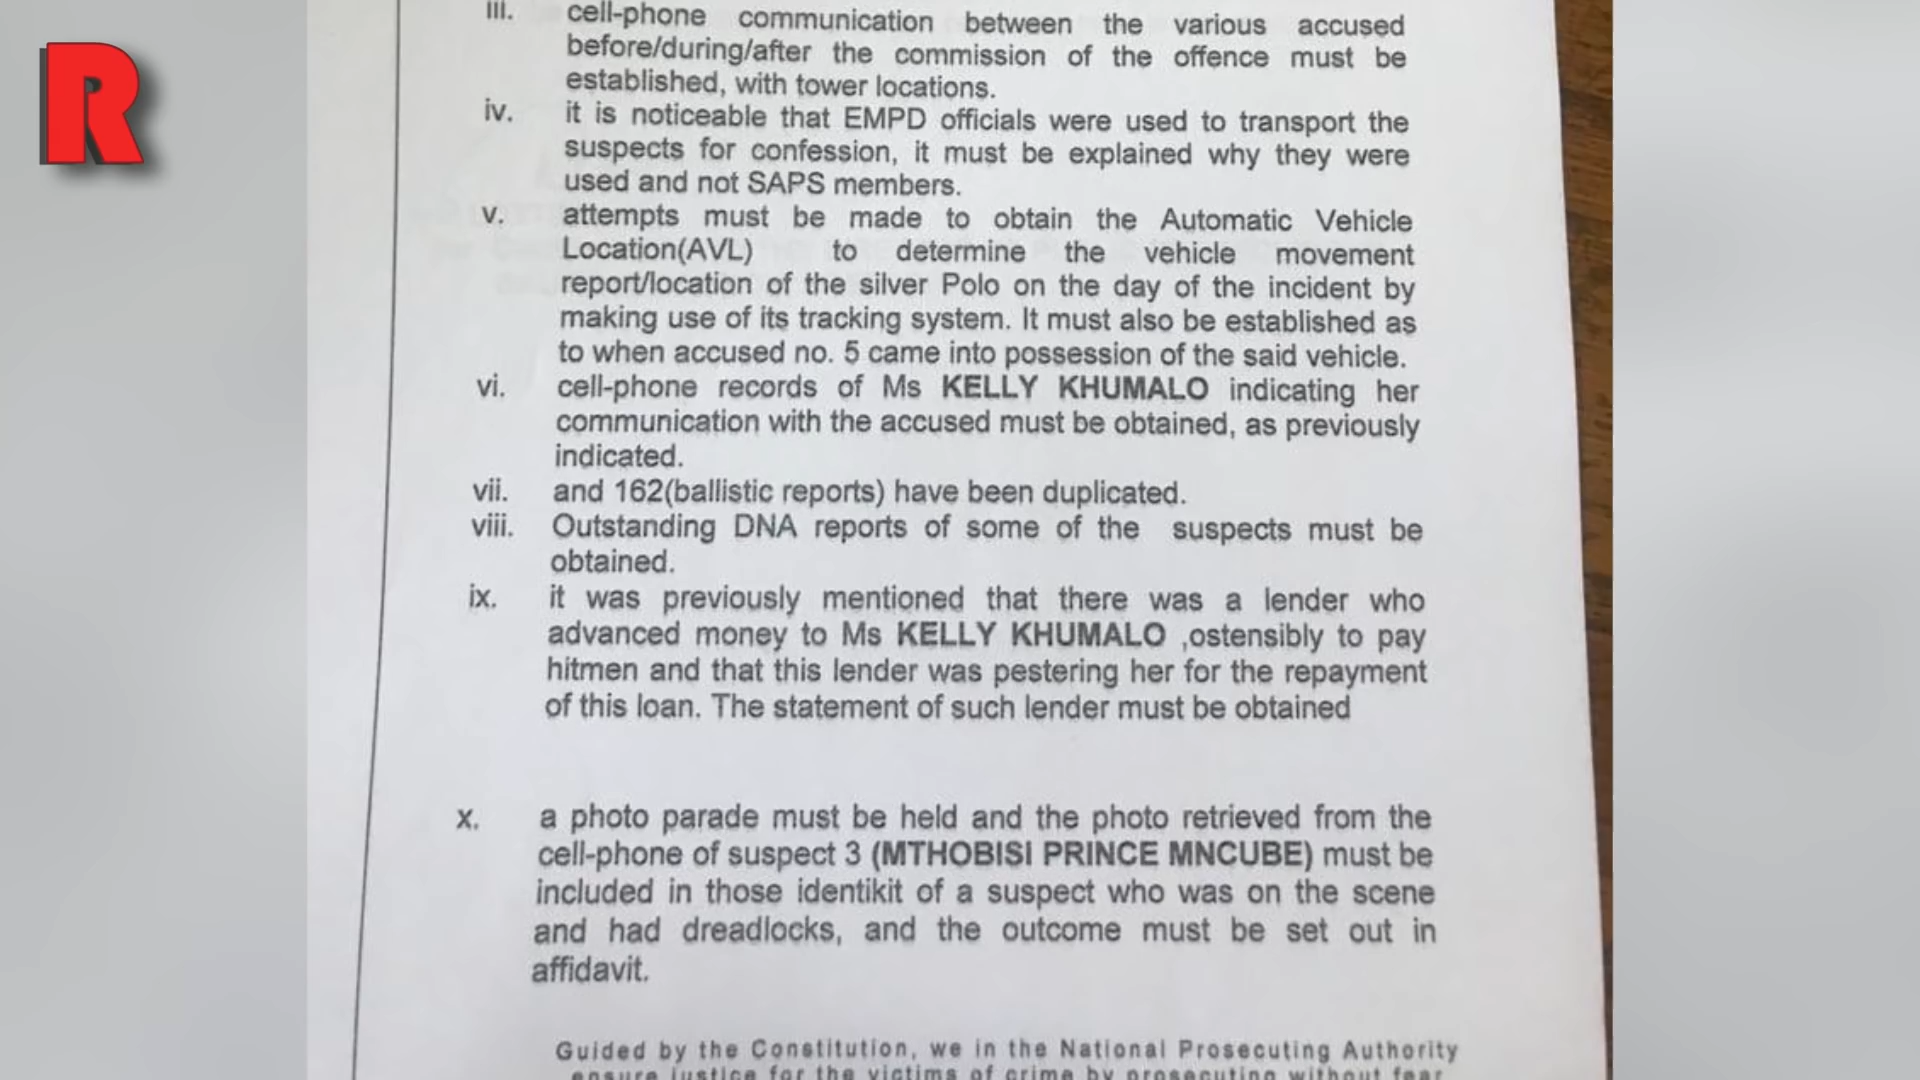 R
iii. cell-phone communication between the various accused
before/during/after the commission of the offence must be
established, with tower locations.
iv. it is noticeable that EMPD officials were used to transport the
suspects for confession, it must be explained why they were
used and not SAPS members.
v. attempts must be made to obtain the Automatic Vehicle
Location(AVL) to determine the vehicle movement
report/location of the silver Polo on the day of the incident by
making use of its tracking system. It must also be established as
to when accused no. 5 came into possession of the said vehicle.
vi. cell-phone records of Ms KELLY KHUMALO indicating her
communication with the accused must be obtained, as previously
indicated.
vii. and 162(ballistic reports) have been duplicated.
viii. Outstanding DNA reports of some of the suspects must be
obtained.
ix. it was previously mentioned that there was a lender who
advanced money to Ms KELLY KHUMALO ,ostensibly to pay
hitmen and that this lender was pestering her for the repayment
of this loan. The statement of such lender must be obtained
x. a photo parade must be held and the photo retrieved from the
cell-phone of suspect 3 (MTHOBISI PRINCE MNCUBE) must be
included in those identikit of a suspect who was on the scene
and had dreadlocks, and the outcome must be set out in
affidavit.
Guided by the Constitution, we in the National Prosecuting Authority
ensure justice for the victims of crime by prosecuting without fear